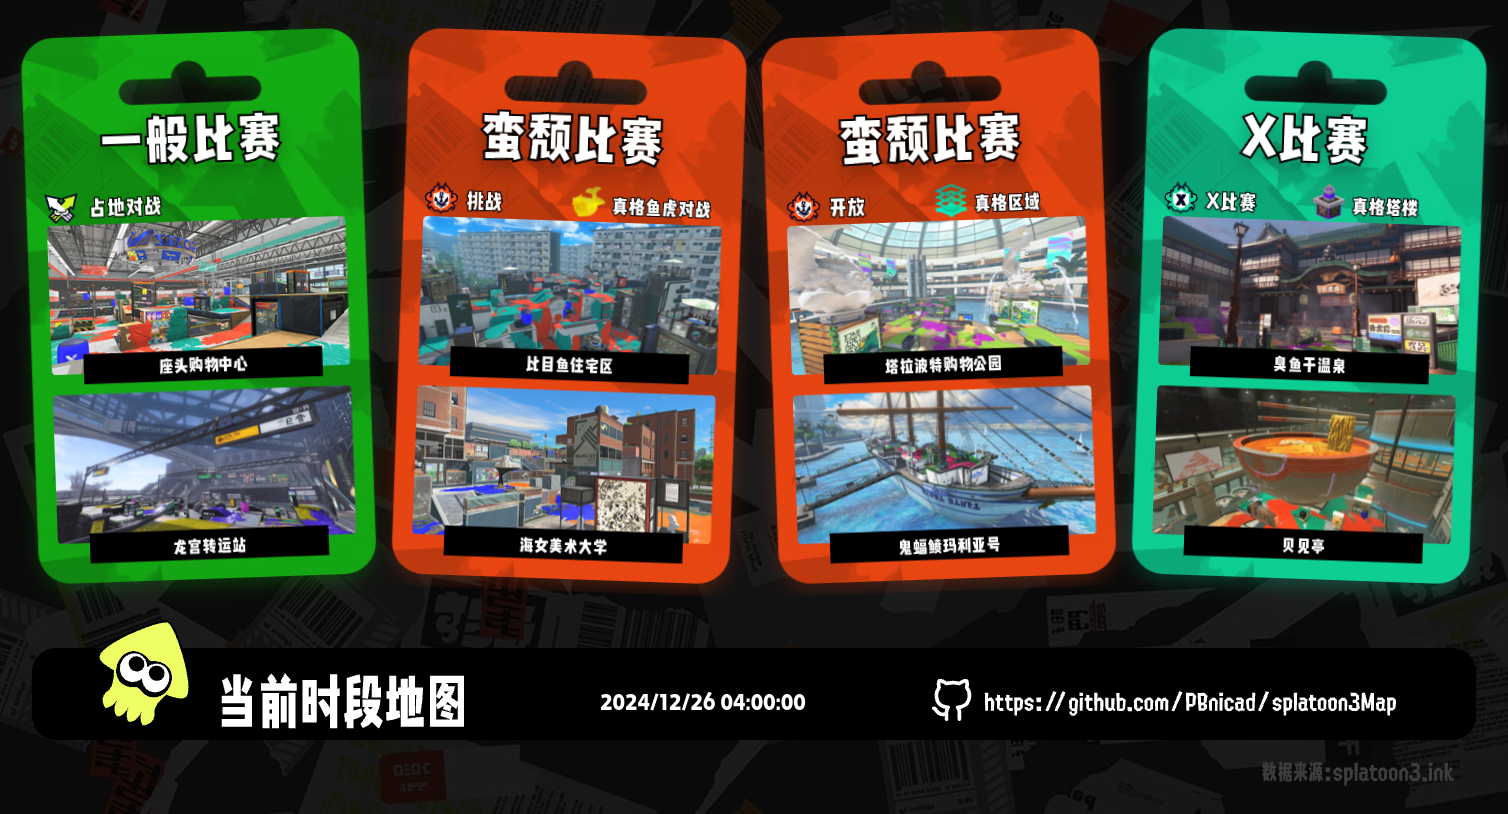 一般比赛
占地对战
座头购物中心
龙宫转运站
蛮颓比赛
挑战
真格鱼虎对战
比目鱼住宅区
海女美术大学
蛮颓比赛
开放
真格区域
塔拉波特购物公园
鬼蝠鲼玛利亚号
X比赛
X比赛
真格塔楼
臭鱼干温泉
贝见亭
当前时段地图
2024/12/26 04:00:00
https://github.com/PBnicad/splatoon3Map
数据来源:splatoon3.ink